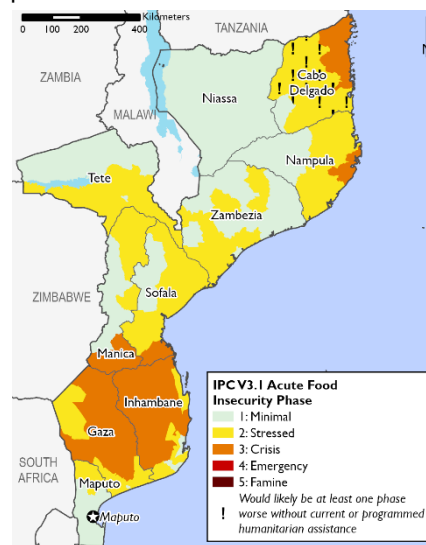 Kilometers
0 100 200 400
TANZANIA
ZAMBIA
MALAWI
Cabo
Delgado
! ! ! ! ! ! ! ! ! ! !
Niassa
Nampula
Tete
Zambezia
ZIMBABWE
Sofala
Manica
Inhambane
Gaza
SOUTH
AFRICA
Maputo
Maputo
IPC V3.1 Acute Food
Insecurity Phase
1: Minimal
2: Stressed
3: Crisis
4: Emergency
5: Famine
Would likely be at least one phase
! worse without current or programmed
humanitarian assistance